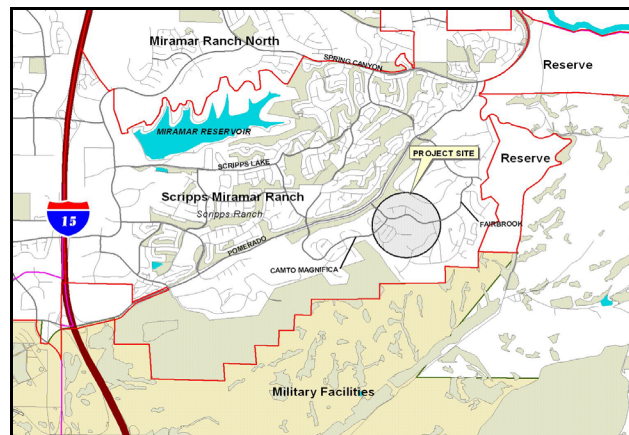 Miramar Ranch North
SPRING CANYON
Reserve
MIRAMAR RESERVOIR
PROJECT SITE
Reserve
SCRIPPS LAKE
Scripps Miramar Ranch
Scripps Ranch
15
FAIRBROOK
POMERADO
CAMTO MAGNIFICA
Military Facilities